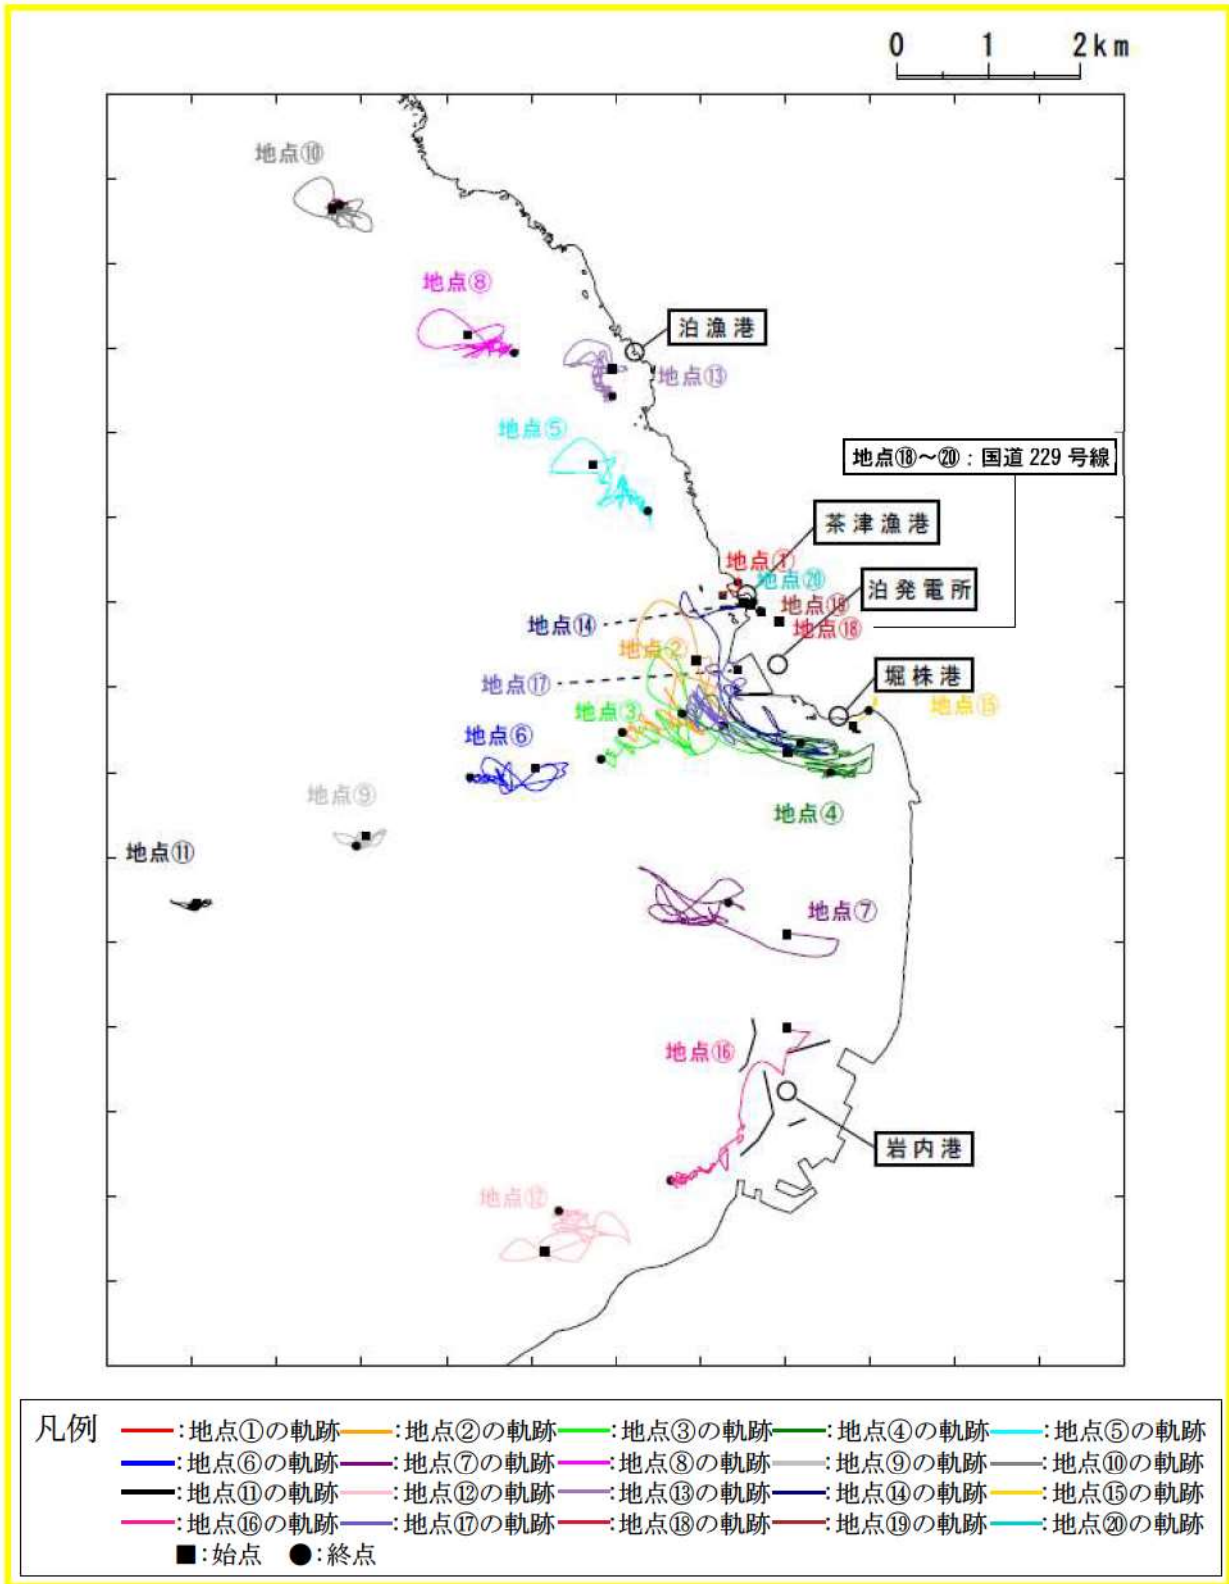 0 1 2km
地点⑩
地点⑧
泊漁港
地点⑬
地点⑤
地点⑱～⑳：国道229号線
茶津漁港
地点①
地点⑳
泊発電所
地点⑲
地点⑭
地点⑱
地点②
堀株港
地点⑰
地点⑮
地点③
地点⑥
地点⑨
地点④
地点⑪
地点⑦
地点⑯
岩内港
地点⑫
凡例 :地点①の軌跡 :地点②の軌跡 :地点③の軌跡 :地点④の軌跡 :地点⑤の軌跡
:地点⑥の軌跡 :地点⑦の軌跡 :地点⑧の軌跡 :地点⑨の軌跡 :地点⑩の軌跡
:地点⑪の軌跡 :地点⑫の軌跡 :地点⑬の軌跡 :地点⑭の軌跡 :地点⑮の軌跡
:地点⑯の軌跡 :地点⑰の軌跡 :地点⑱の軌跡 :地点⑲の軌跡 :地点⑳の軌跡
■:始点 ●:終点